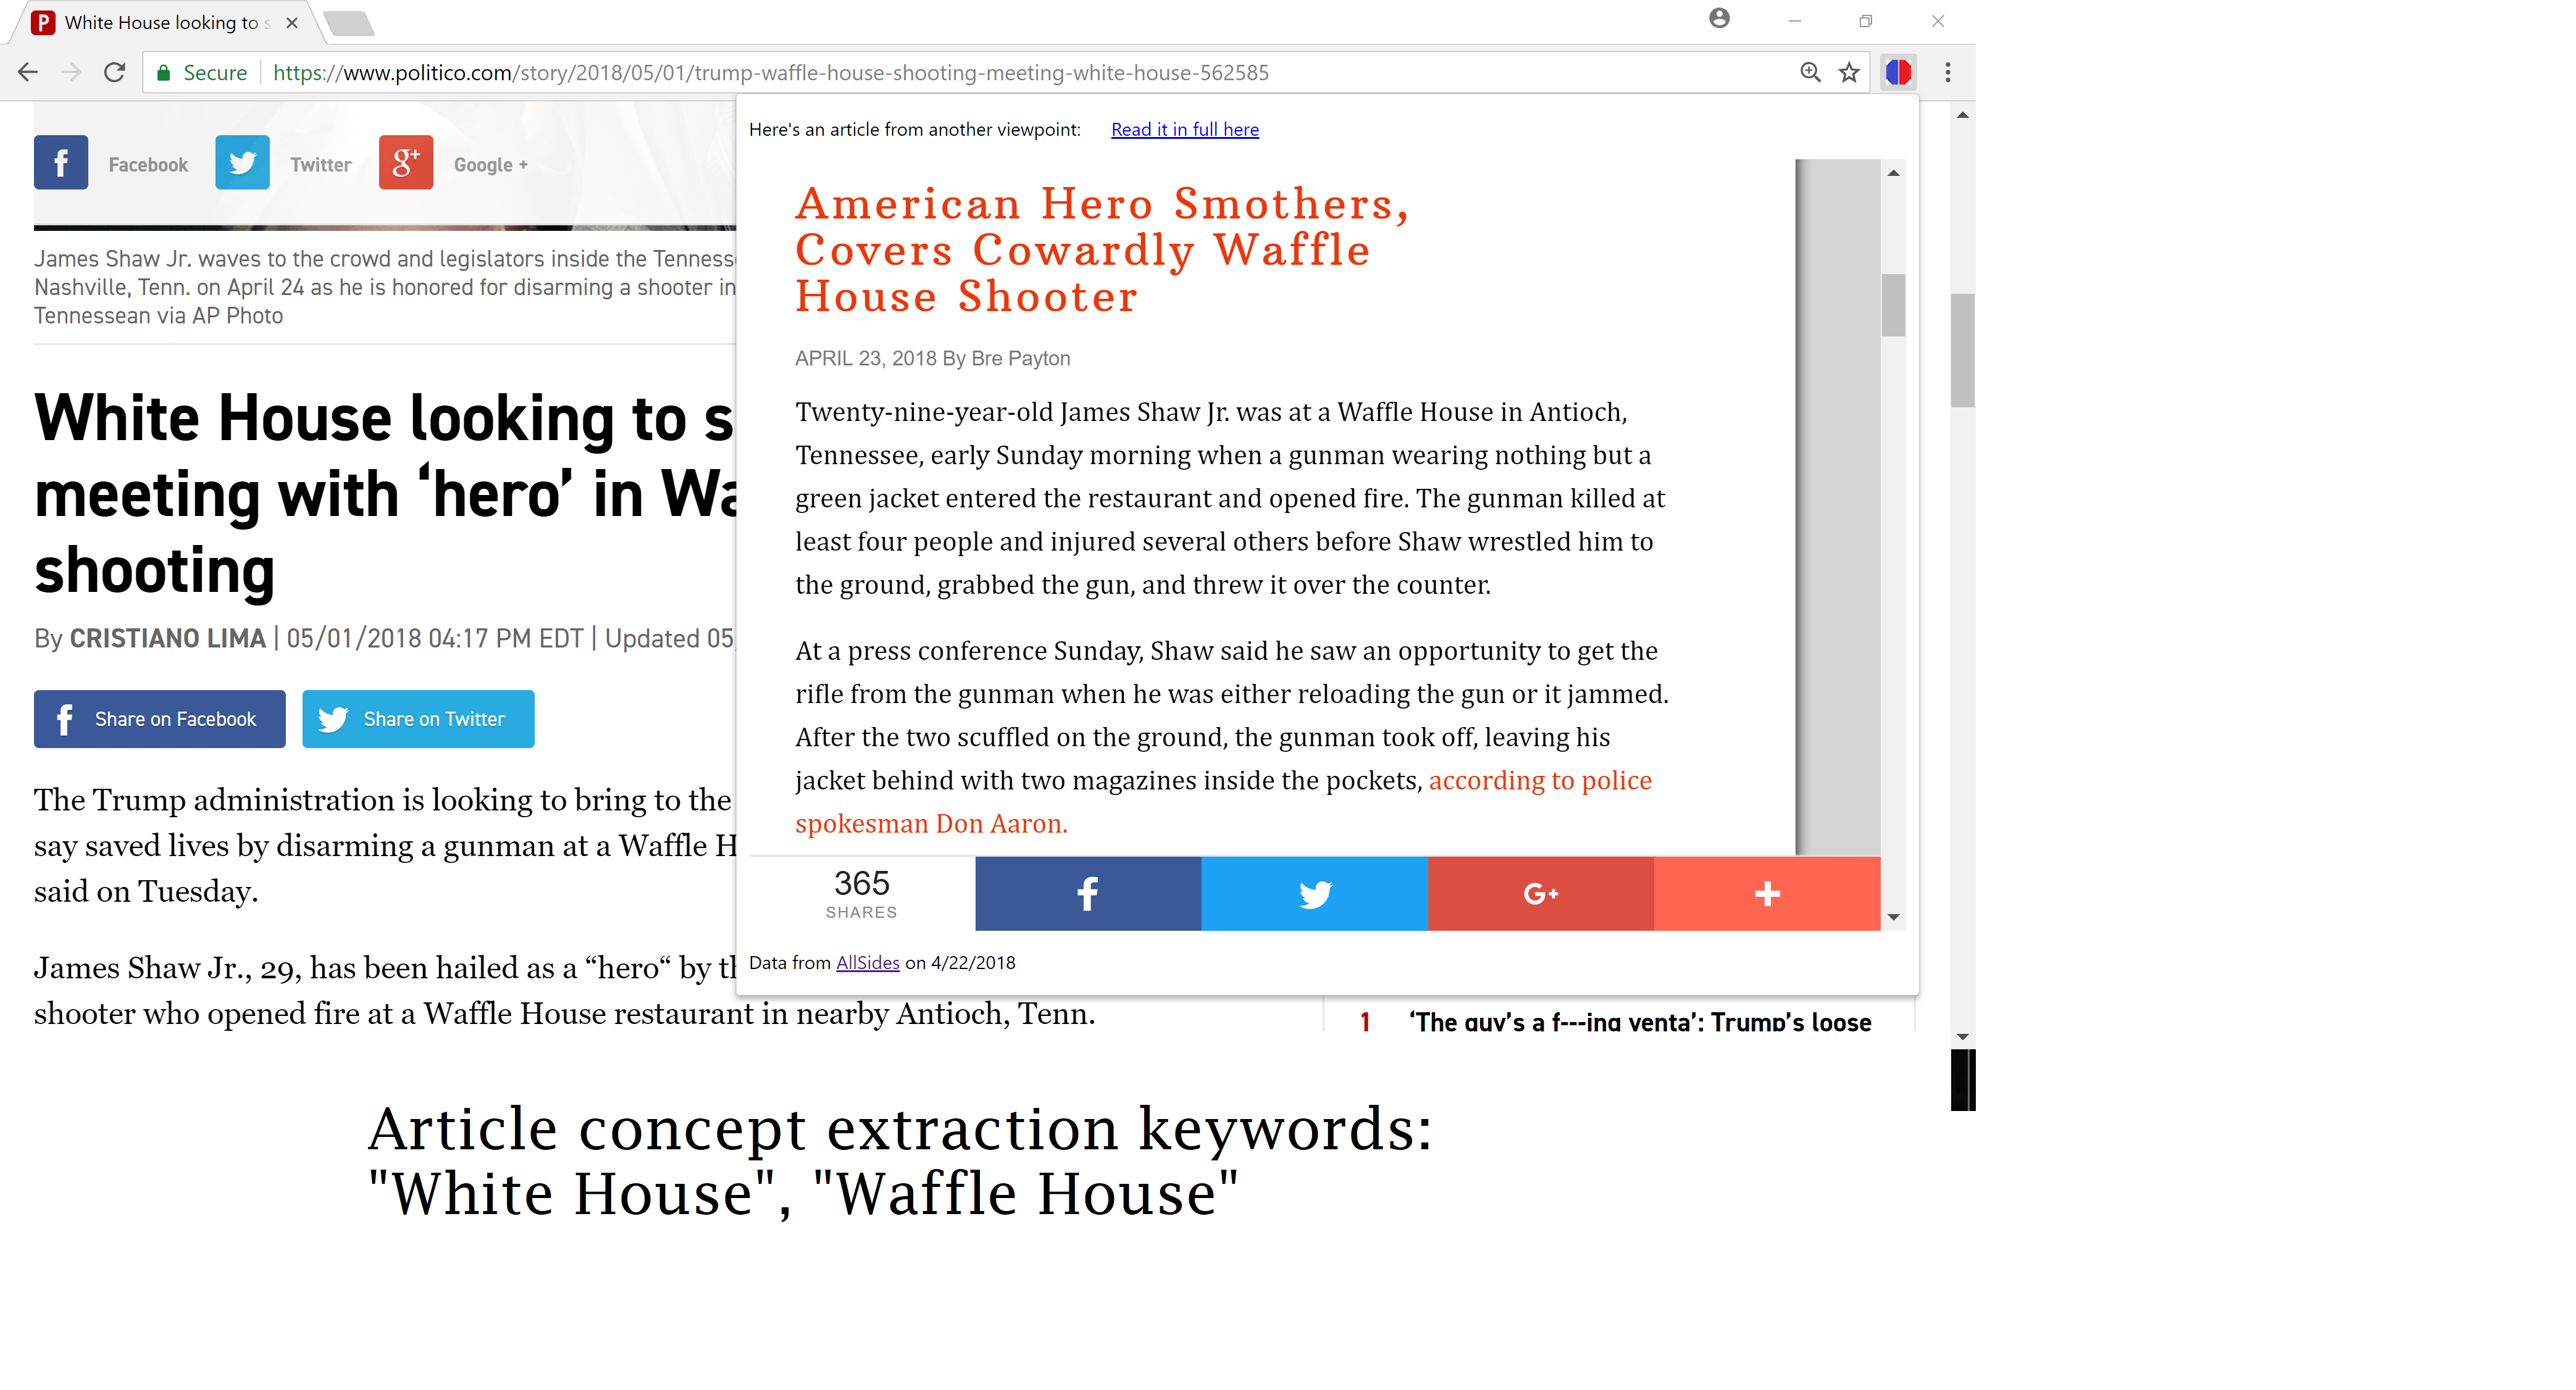 White House looking to s
Secure https://www.politico.com/story/2018/05/01/trump-waffle-house-shooting-meeting-white-house-562585
Facebook Twitter Google +
James Shaw Jr. waves to the crowd and legislators inside the Tenness
Nashville, Tenn. on April 24 as he is honored for disarming a shooter in
Tennessean via AP Photo
White House looking to s
meeting with ‘hero’ in Wa
shooting
By CRISTIANO LIMA | 05/01/2018 04:17 PM EDT | Updated 05
Share on Facebook Share on Twitter
The Trump administration is looking to bring to the
say saved lives by disarming a gunman at a Waffle H
said on Tuesday.
James Shaw Jr., 29, has been hailed as a “hero“ by th
shooter who opened fire at a Waffle House restaurant in nearby Antioch, Tenn.
Here's an article from another viewpoint: Read it in full here
American Hero Smothers,
Covers Cowardly Waffle
House Shooter
APRIL 23, 2018 By Bre Payton
Twenty-nine-year-old James Shaw Jr. was at a Waffle House in Antioch,
Tennessee, early Sunday morning when a gunman wearing nothing but a
green jacket entered the restaurant and opened fire. The gunman killed at
least four people and injured several others before Shaw wrestled him to
the ground, grabbed the gun, and threw it over the counter.
At a press conference Sunday, Shaw said he saw an opportunity to get the
rifle from the gunman when he was either reloading the gun or it jammed.
After the two scuffled on the ground, the gunman took off, leaving his
jacket behind with two magazines inside the pockets, according to police
spokesman Don Aaron.
365
SHARES
Data from AllSides on 4/22/2018
1 ‘The guy’s a f---ing venta’: Trump’s loose
Article concept extraction keywords:
"White House", "Waffle House"